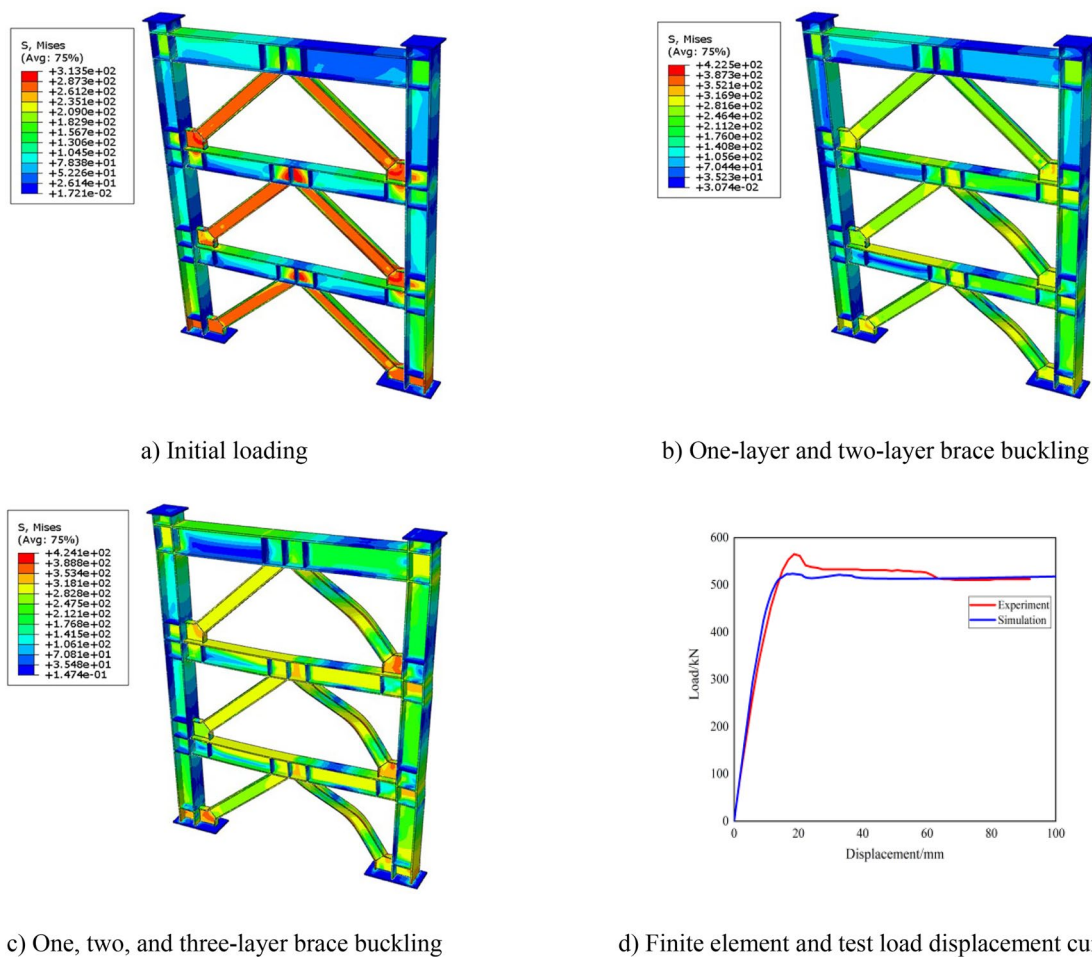 S, Mises
(Avg: 75%)
+3.135e+02
+2.873e+02
+2.612e+02
+2.351e+02
+2.090e+02
+1.829e+02
+1.567e+02
+1.306e+02
+1.045e+02
+7.838e+01
+5.226e+01
+2.614e+01
+1.721e-02
a) Initial loading
S, Mises
(Avg: 75%)
+4.225e+02
+3.873e+02
+3.521e+02
+3.169e+02
+2.816e+02
+2.464e+02
+2.112e+02
+1.760e+02
+1.408e+02
+1.056e+02
+7.044e+01
+3.523e+01
+3.074e-02
b) One-layer and two-layer brace buckling
S, Mises
(Avg: 75%)
+4.241e+02
+3.888e+02
+3.534e+02
+3.181e+02
+2.828e+02
+2.475e+02
+2.121e+02
+1.768e+02
+1.415e+02
+1.061e+02
+7.081e+01
+3.548e+01
+1.474e-01
c) One, two, and three-layer brace buckling
600
500
400
300
200
100
0
Load/kN
Experiment
Simulation
0 20 40 60 80 100
Displacement/mm
d) Finite element and test load displacement cu